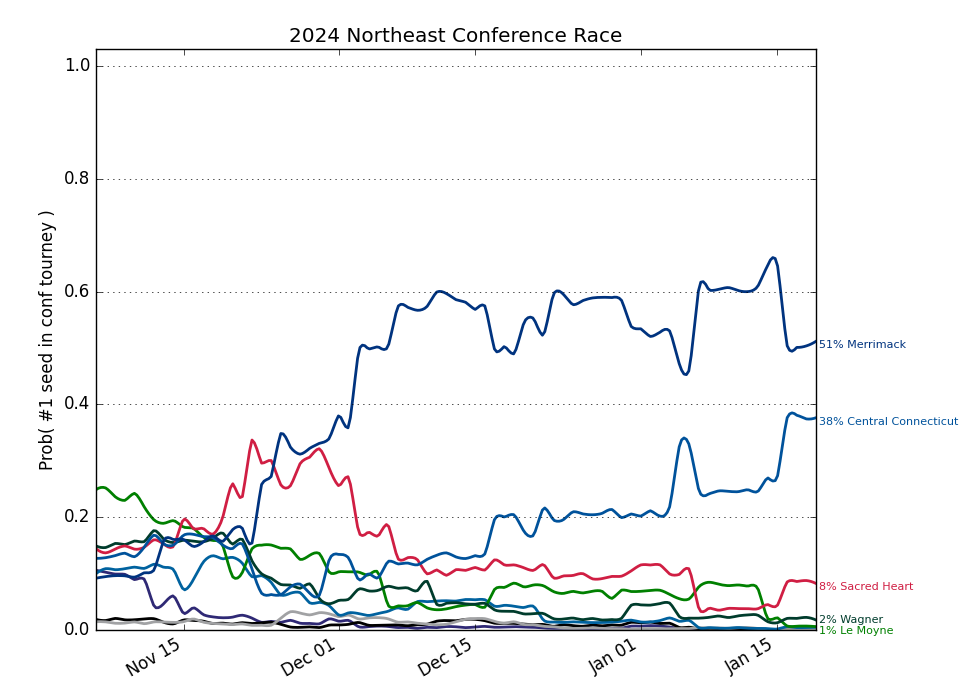 2024 Northeast Conference Race
Prob( #1 seed in conf tourney )
1.0
0.8
0.6
0.4
0.2
0.0
Nov 15
Dec 01
Dec 15
Jan 01
Jan 15
51% Merrimack
38% Central Connecticut
8% Sacred Heart
2% Wagner
1% Le Moyne